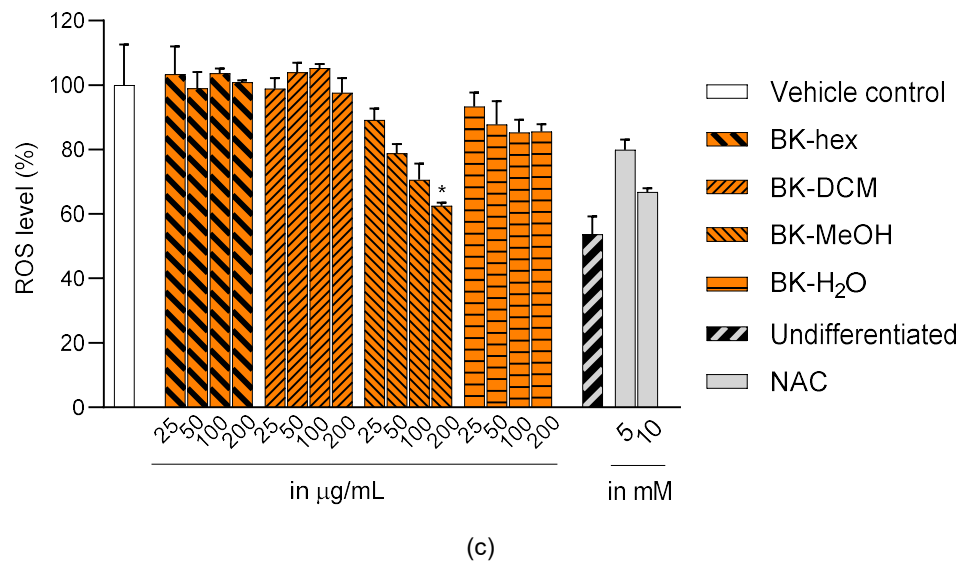 ROS level (%)
120
100
80
60
40
20
0
*
25 50 100 200 25 50 100 200 25 50 100 200 25 50 100 200 5 10
in μg/mL
in mM
Vehicle control
BK-hex
BK-DCM
BK-MeOH
BK-H₂O
Undifferentiated
NAC
(c)